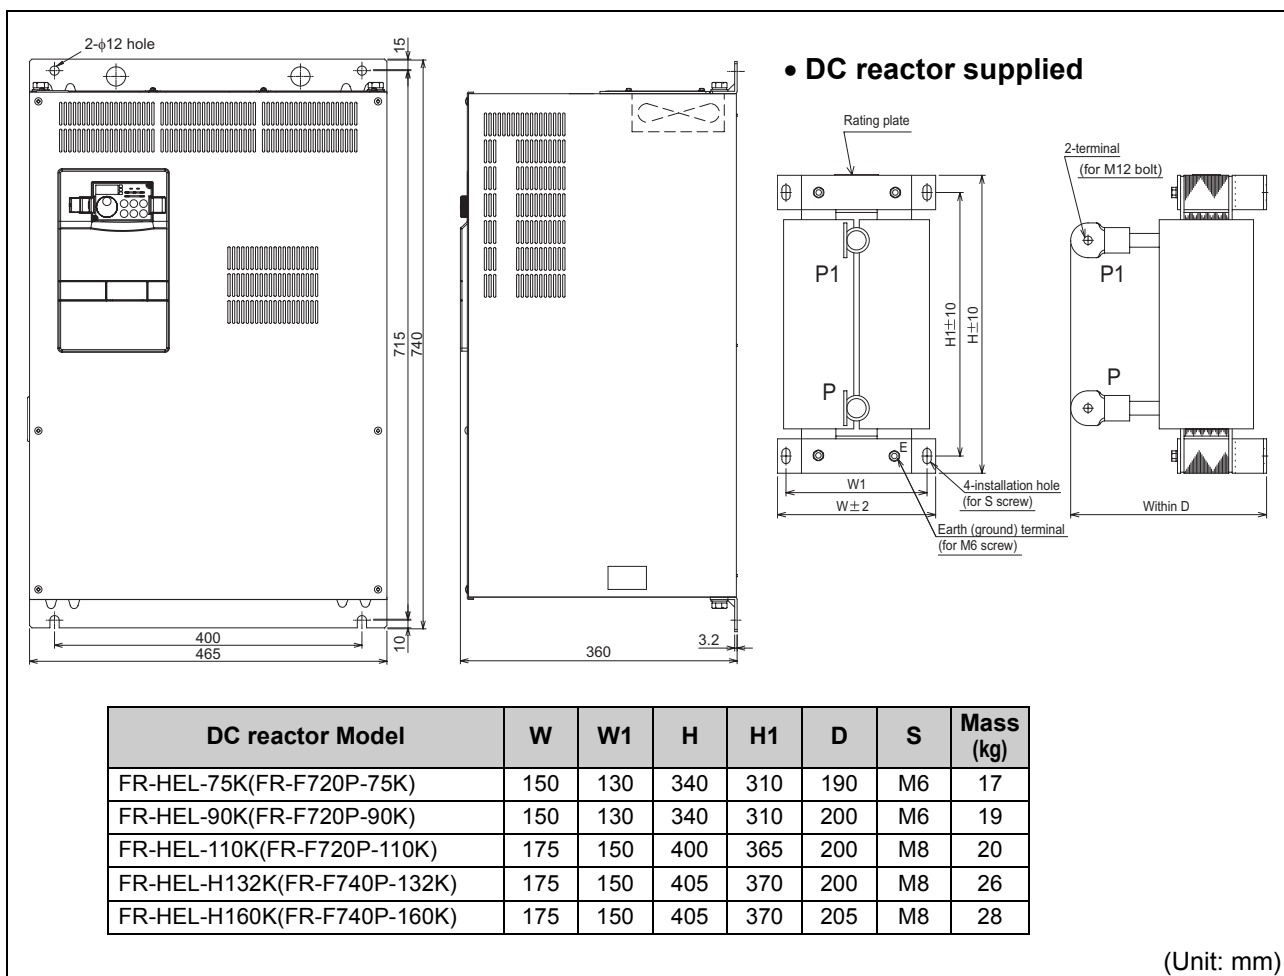 2-ϕ12 hole
15
715
740
10
400
465
360
3.2
• DC reactor supplied
Rating plate
P1
P
E
H1±10
H±10
W1
W±2
4-installation hole
(for S screw)
Earth (ground) terminal
(for M6 screw)
2-terminal
(for M12 bolt)
P1
P
Within D
DC reactor Model W W1 H H1 D S Mass (kg)
FR-HEL-75K(FR-F720P-75K) 150 130 340 310 190 M6 17
FR-HEL-90K(FR-F720P-90K) 150 130 340 310 200 M6 19
FR-HEL-110K(FR-F720P-110K) 175 150 400 365 200 M8 20
FR-HEL-H132K(FR-F740P-132K) 175 150 405 370 200 M8 26
FR-HEL-H160K(FR-F740P-160K) 175 150 405 370 205 M8 28
(Unit: mm)